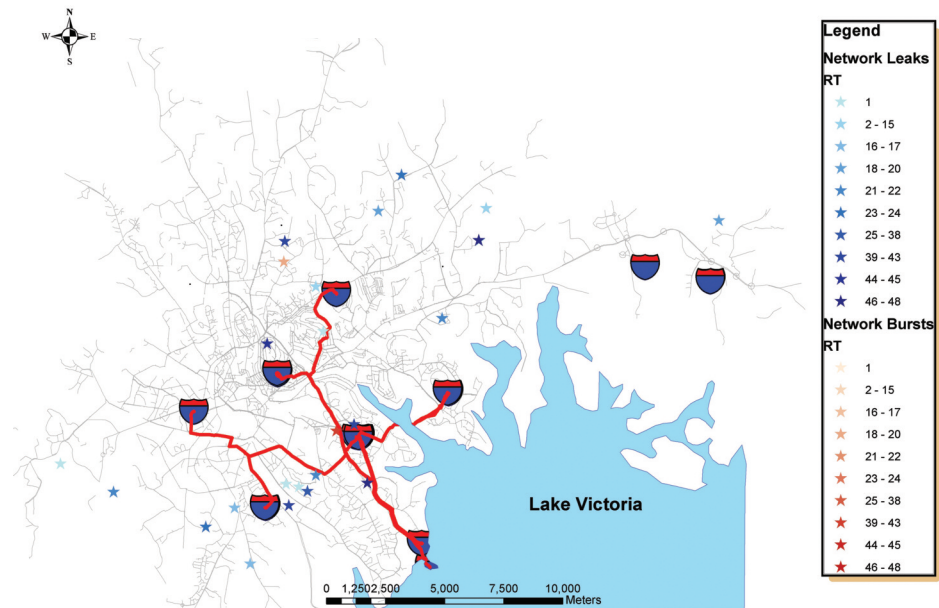 N
W E
S
Legend
Network Leaks
RT
1
2 - 15
16 - 17
18 - 20
21 - 22
23 - 24
25 - 38
39 - 43
44 - 45
46 - 48
Network Bursts
RT
1
2 - 15
16 - 17
18 - 20
21 - 22
23 - 24
25 - 38
39 - 43
44 - 45
46 - 48
Lake Victoria
0 1,250 2,500 5,000 7,500 10,000
Meters